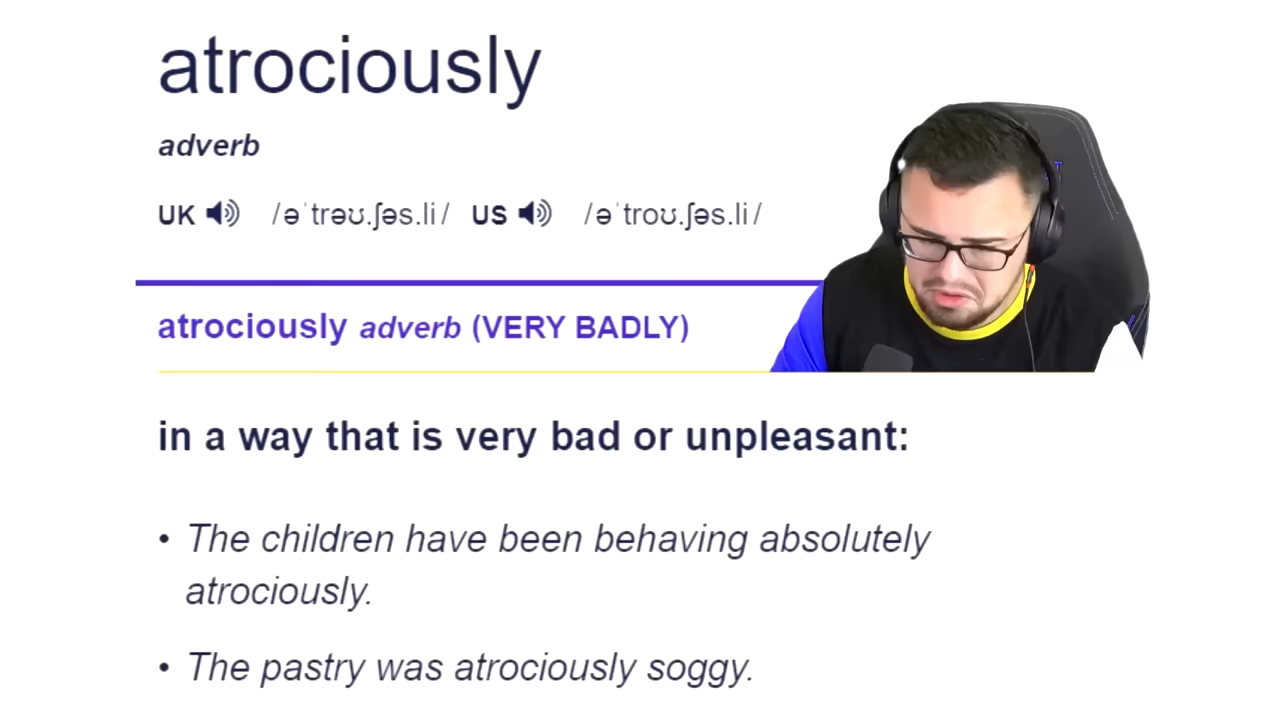 atrociously
adverb
UK /əˈtrəʊ.ʃəs.li/ US /əˈtroʊ.ʃəs.li/
atrociously adverb (VERY BADLY)
in a way that is very bad or unpleasant:
• The children have been behaving absolutely
atrociously.
• The pastry was atrociously soggy.